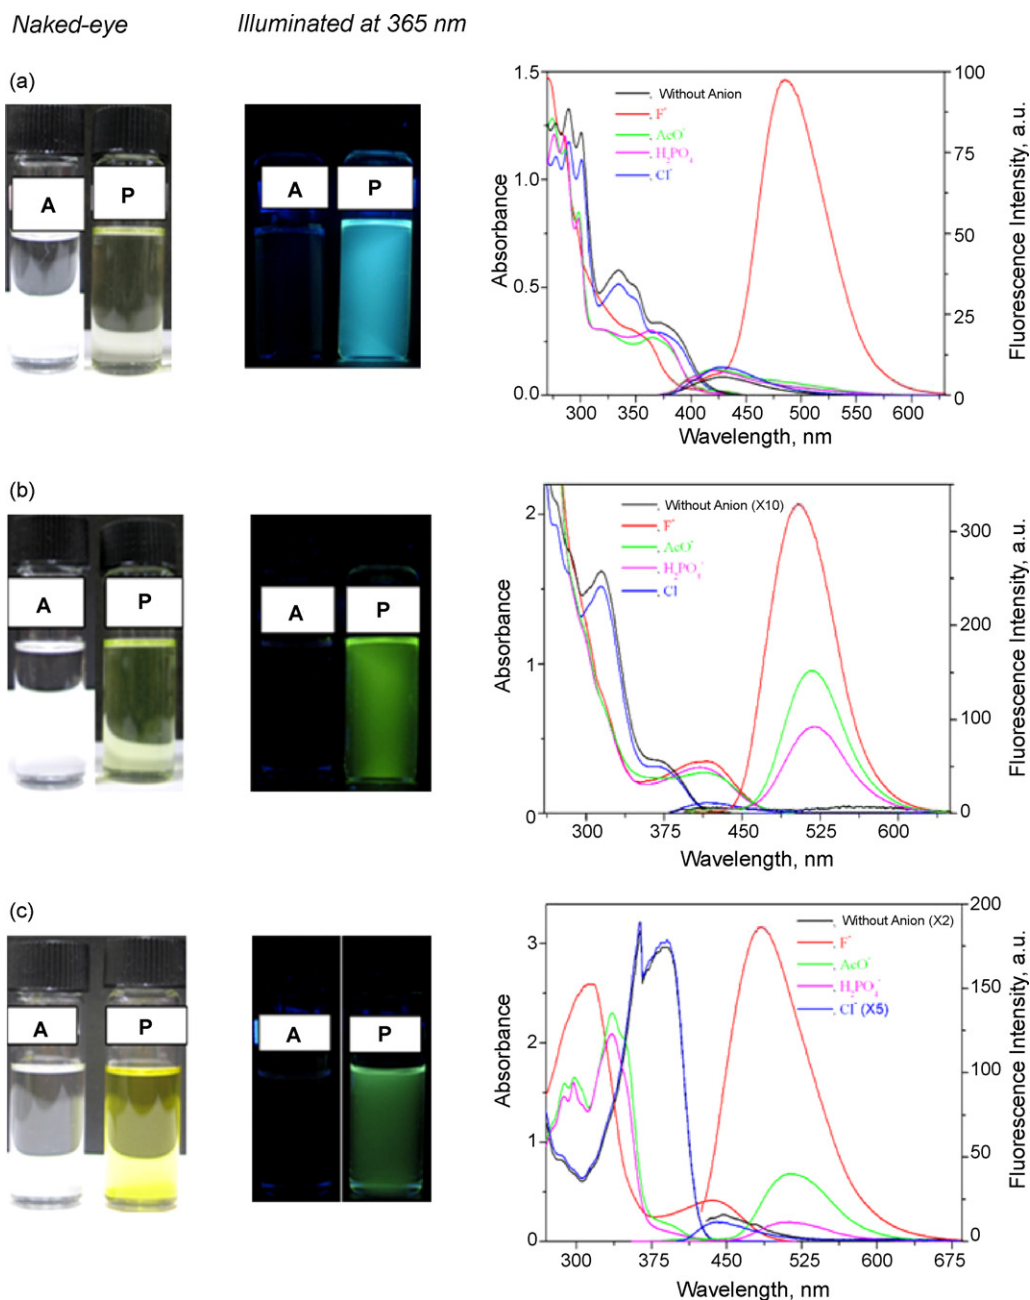 Naked-eye Illuminated at 365 nm
(a)
A P
A P
1.5
1.0
0.5
0.0
Absorbance
100
75
50
25
0
Fluorescence Intensity, a.u.
Without Anion
F⁻
AcO⁻
H₂PO₄⁻
Cl⁻
300 350 400 450 500 550 600
Wavelength, nm
(b)
A P
A P
2
1
0
Absorbance
300
200
100
0
Fluorescence Intensity, a.u.
Without Anion (X10)
F⁻
AcO⁻
H₂PO₄⁻
Cl
300 375 450 525 600
Wavelength, nm
(c)
A P
A P
3
2
1
0
Absorbance
200
150
100
50
0
Fluorescence Intensity, a.u.
Without Anion (X2)
F⁻
AcO⁻
H₂PO₄⁻
Cl⁻ (X5)
300 375 450 525 600 675
Wavelength, nm